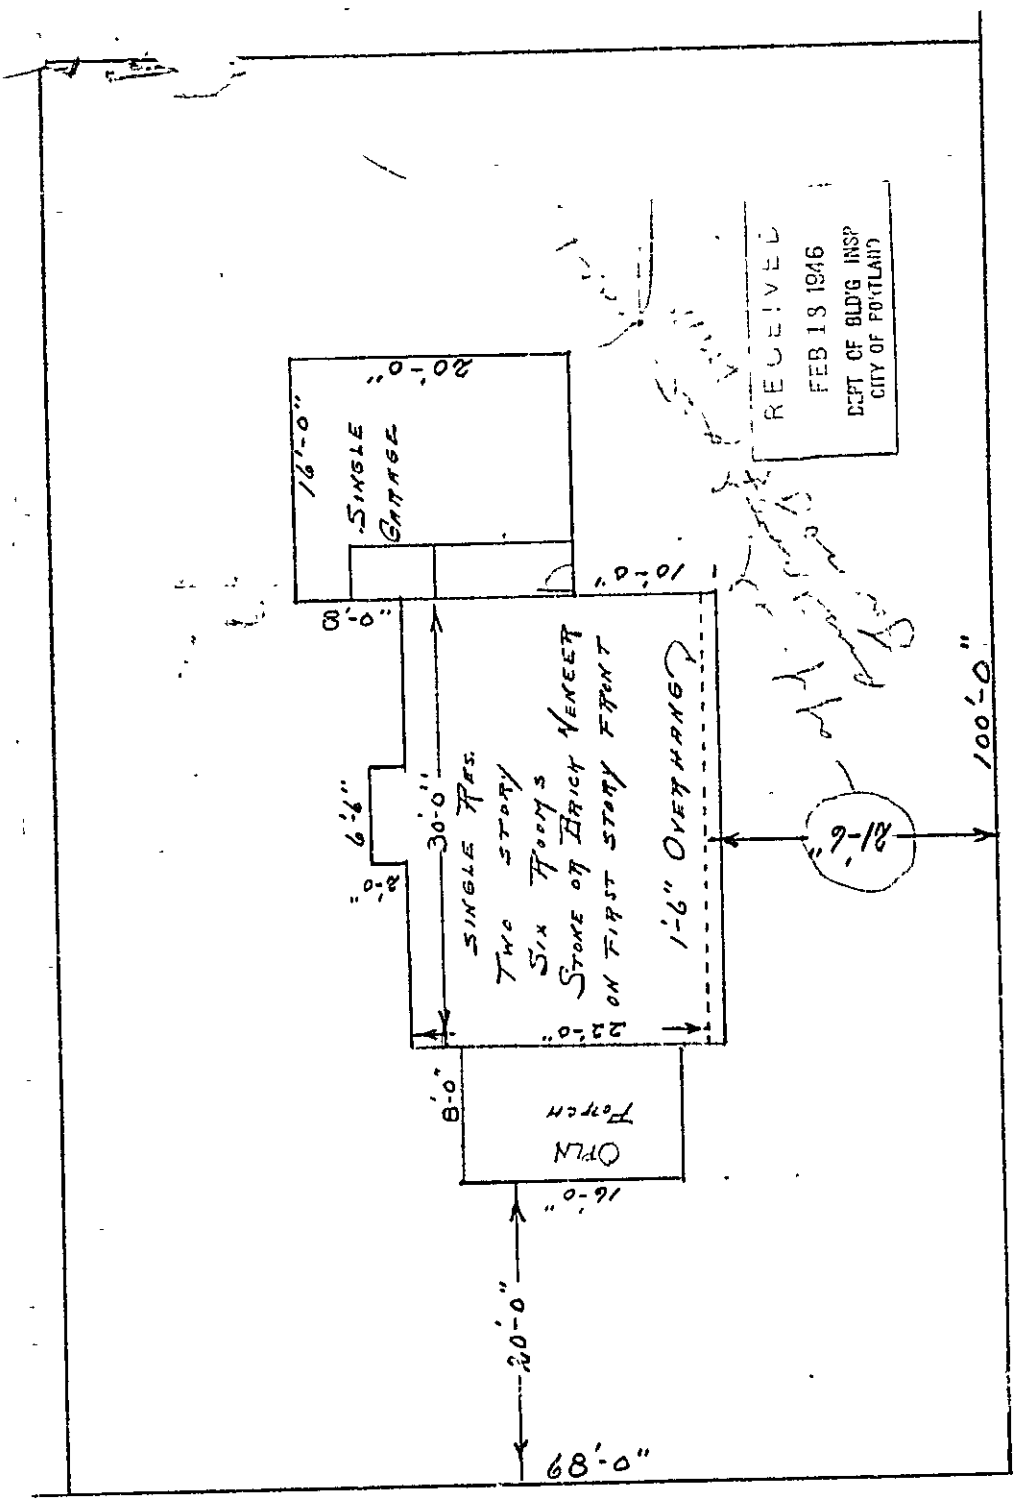 16'-0"
20'-0"
SINGLE
GARAGE
8'-0"
10'-0"
6'-6"
2'-0"
30'-0"
SINGLE RES.
TWO STORY
SIX ROOMS
STONE OR BRICK VENEER
ON FIRST STORY FRONT
1'-6" OVERHANG
22'-0"
8'-0"
OPEN
PORCH
16'-0"
20'-0"
68'-0"
21'-6"
100'-0"
RECEIVED
FEB 13 1946
DEPT OF BLD'G INSP
CITY OF PORTLAND